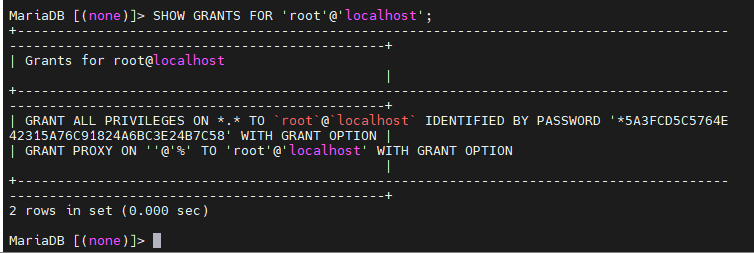 MariaDB [(none)]> SHOW GRANTS FOR 'root'@'localhost';
+-----------------------------------------------------------------------------------------
-----------------------------------------------+
| Grants for root@localhost
                                               |
+-----------------------------------------------------------------------------------------
-----------------------------------------------+
| GRANT ALL PRIVILEGES ON *.* TO `root`@`localhost` IDENTIFIED BY PASSWORD '*5A3FCD5C5764E
42315A76C91824A6BC3E24B7C58' WITH GRANT OPTION |
| GRANT PROXY ON ''@'%' TO 'root'@'localhost' WITH GRANT OPTION
                                               |
+-----------------------------------------------------------------------------------------
-----------------------------------------------+
2 rows in set (0.000 sec)
MariaDB [(none)]>